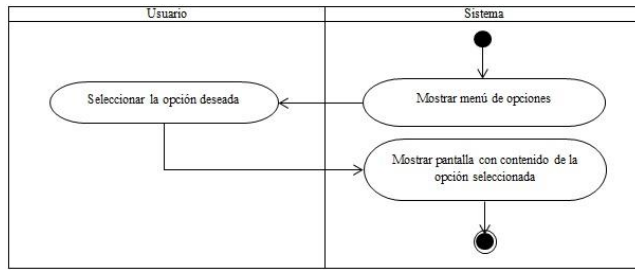 Usuario
Sistema
Seleccionar la opción deseada
Mostrar menú de opciones
Mostrar pantalla con contenido de la
opción seleccionada